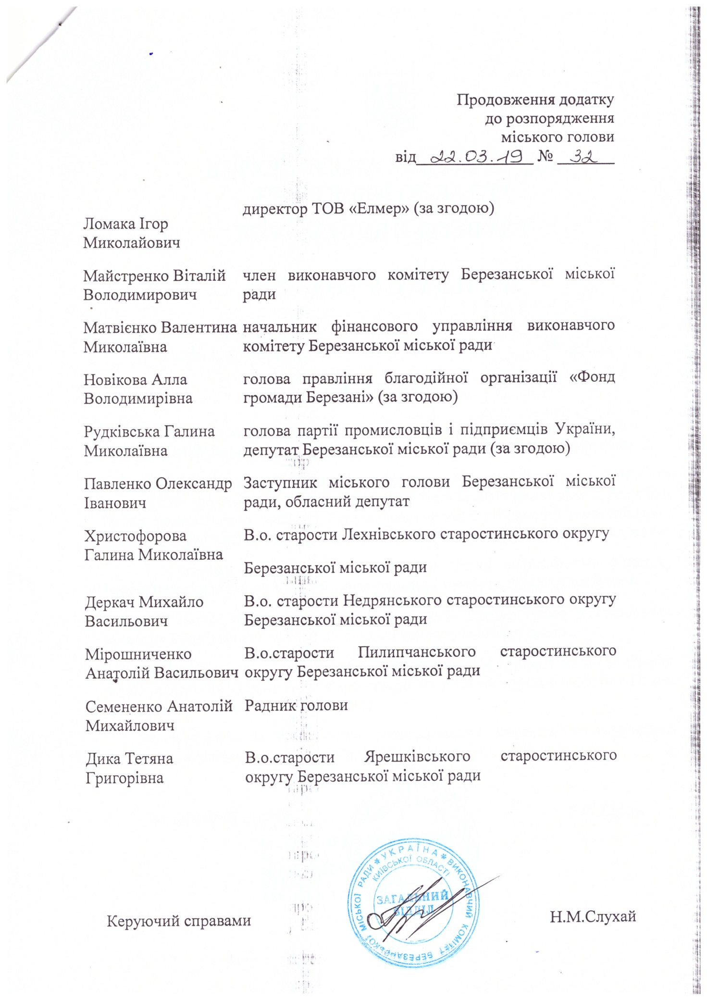 Продовження додатку
до розпорядження
міського голови
від 22.03.19 № 32
директор ТОВ «Елмер» (за згодою)
Ломака Ігор
Миколайович
Майстренко Віталій член виконавчого комітету Березанської міської
Володимирович ради
Матвієнко Валентина начальник фінансового управління виконавчого
Миколаївна комітету Березанської міської ради
Новікова Алла голова правління благодійної організації «Фонд
Володимирівна громади Березані» (за згодою)
Рудківська Галина голова партії промисловців і підприємців України,
Миколаївна депутат Березанської міської ради (за згодою)
Павленко Олександр Заступник міського голови Березанської міської
Іванович ради, обласний депутат
Христофорова В.о. старости Лехнівського старостинського округу
Галина Миколаївна
Березанської міської ради
Деркач Михайло В.о. старости Недрянського старостинського округу
Васильович Березанської міської ради
Мірошниченко В.о.старости Пилипчанського старостинського
Анатолій Васильович округу Березанської міської ради
Семененко Анатолій Радник голови
Михайлович
Дика Тетяна В.о.старости Ярешківського старостинського
Григорівна округу Березанської міської ради
* УКРАЇНА * ВИКОНАВЧИЙ КОМІТЕТ БЕРЕЗАНСЬКОЇ МІСЬКОЇ РАДИ
КИЇВСЬКОЇ ОБЛАСТІ
ЗАГАЛЬНИЙ
ВІДДІЛ
Керуючий справами Н.М.Слухай